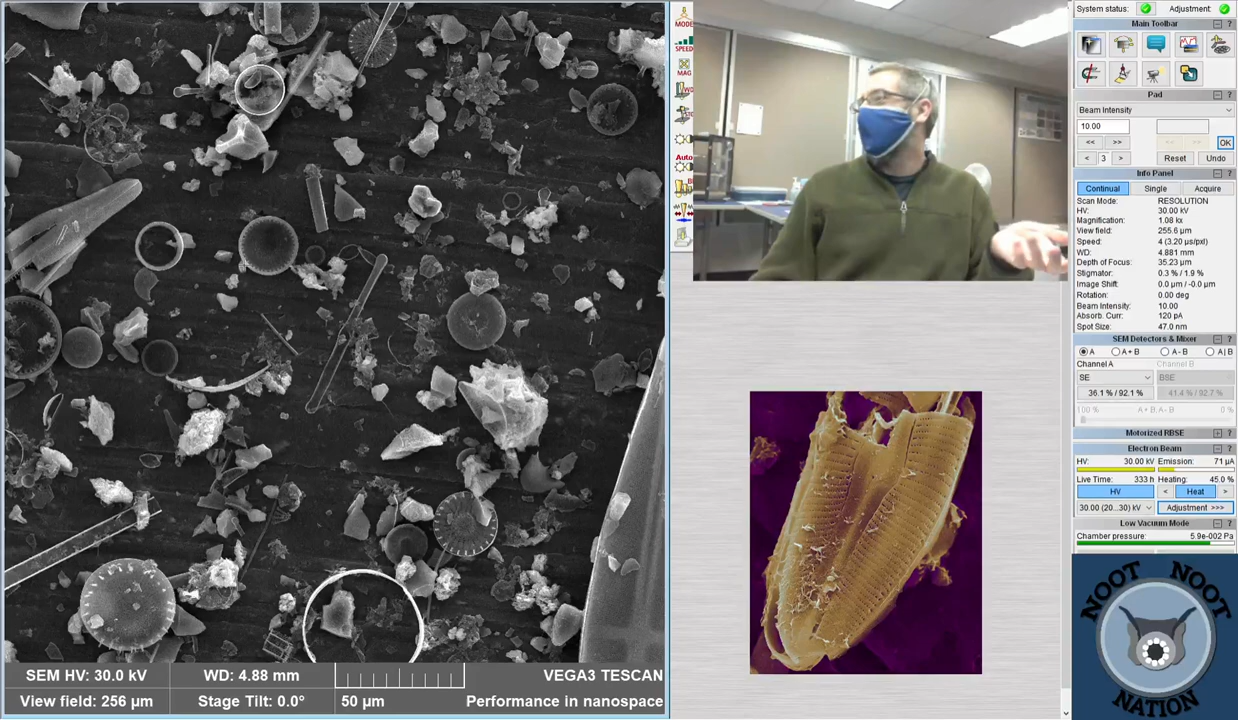 SEM HV: 30.0 kV
WD: 4.88 mm
VEGA3 TESCAN
View field: 256 µm
Stage Tilt: 0.0°
50 µm
Performance in nanospace
MODE
SPEED
MAG
WD
Auto
System status:
Adjustment:
Main Toolbar
Pad
Beam Intensity
10.00
<< >>
OK
< 3 >
Reset
Undo
Info Panel
Continual
Single
Acquire
Scan Mode: RESOLUTION
HV: 30.00 kV
Magnification: 1.08 kx
View field: 255.6 µm
Speed: 4 (3.20 µs/pxl)
WD: 4.881 mm
Depth of Focus: 35.23 µm
Stigmator: 0.3 % / 1.9 %
Image Shift: 0.0 µm / -0.0 µm
Rotation: 0.00 deg
Beam Intensity: 10.00
Absorb. Curr: 120 pA
Spot Size: 47.0 nm
SEM Detectors & Mixer
A A + B A - B A | B
Channel A
Channel B
SE
BSE
36.1 % / 92.1 %
41.4 % / 92.7 %
100 % A + B: A - B 0 %
Motorized RBSE
Electron Beam
HV: 30.00 kV
Emission: 71 µA
Live Time: 333 h
Heating: 45.0 %
HV
< Heat >
30.00 (20...30) kV
Adjustment >>>
Low Vacuum Mode
Chamber pressure: 5.9e-002 Pa
NOOT NOOT
NATION